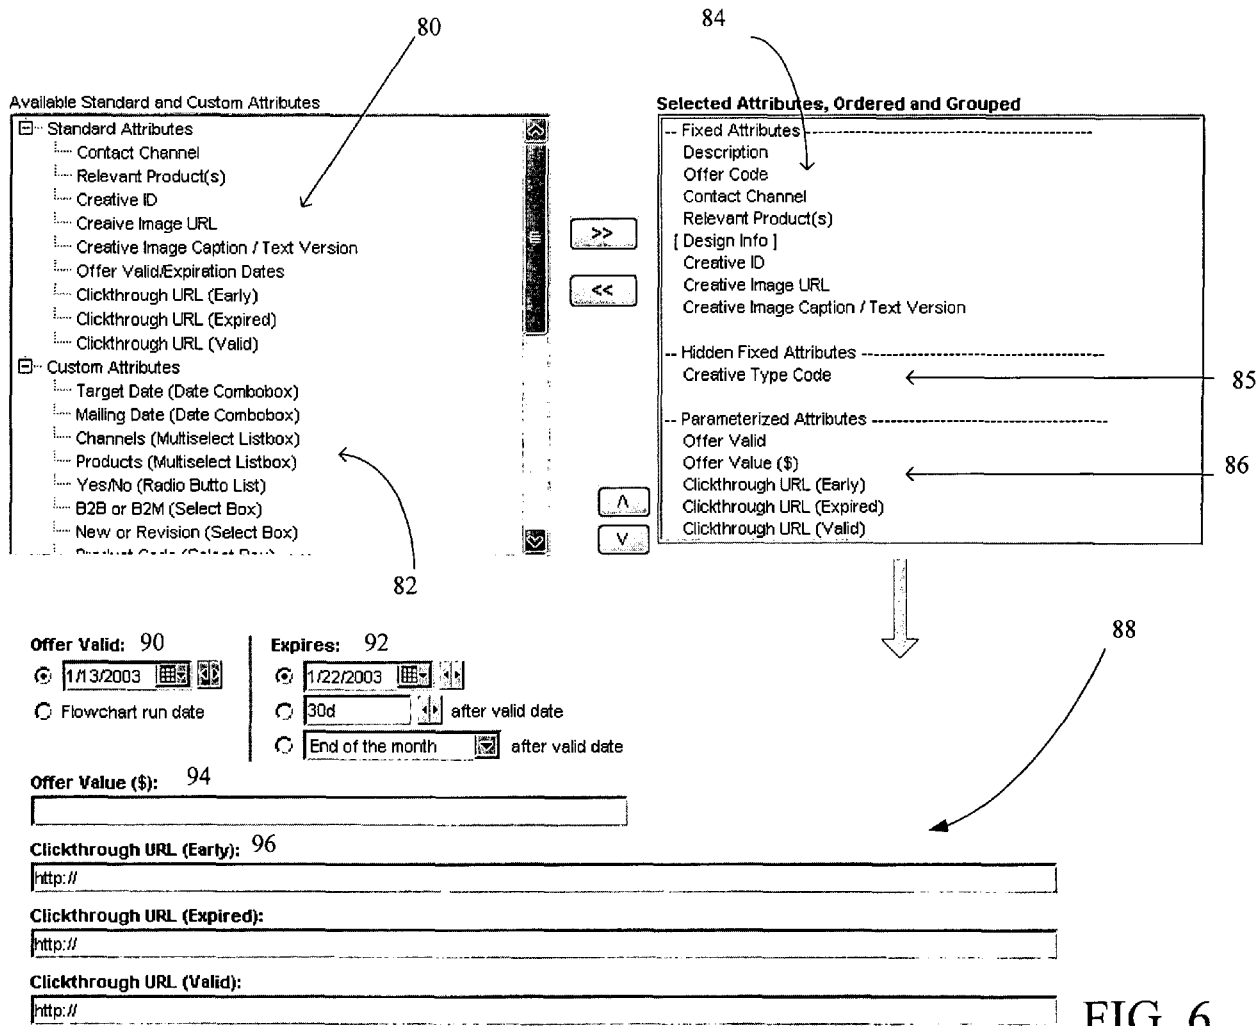 80
84
Available Standard and Custom Attributes
Standard Attributes
Contact Channel
Relevant Product(s)
Creative ID
Creaive Image URL
Creative Image Caption / Text Version
Offer Valid/Expiration Dates
Clickthrough URL (Early)
Clickthrough URL (Expired)
Clickthrough URL (Valid)
Custom Attributes
Target Date (Date Combobox)
Mailing Date (Date Combobox)
Channels (Multiselect Listbox)
Products (Multiselect Listbox)
Yes/No (Radio Butto List)
B2B or B2M (Select Box)
New or Revision (Select Box)
Product Code (Select Box)
82
>>
<<
Λ
V
Selected Attributes, Ordered and Grouped
-- Fixed Attributes ----------------------------------------
Description
Offer Code
Contact Channel
Relevant Product(s)
[ Design Info ]
Creative ID
Creative Image URL
Creative Image Caption / Text Version
-- Hidden Fixed Attributes ----------------------------------
Creative Type Code
85
-- Parameterized Attributes --------------------------------
Offer Valid
Offer Value ($)
86
Clickthrough URL (Early)
Clickthrough URL (Expired)
Clickthrough URL (Valid)
88
Offer Valid: 90
1/13/2003
Flowchart run date
Expires: 92
1/22/2003
30d after valid date
End of the month after valid date
Offer Value ($): 94
Clickthrough URL (Early): 96
http://
Clickthrough URL (Expired):
http://
Clickthrough URL (Valid):
http://
FIG. 6